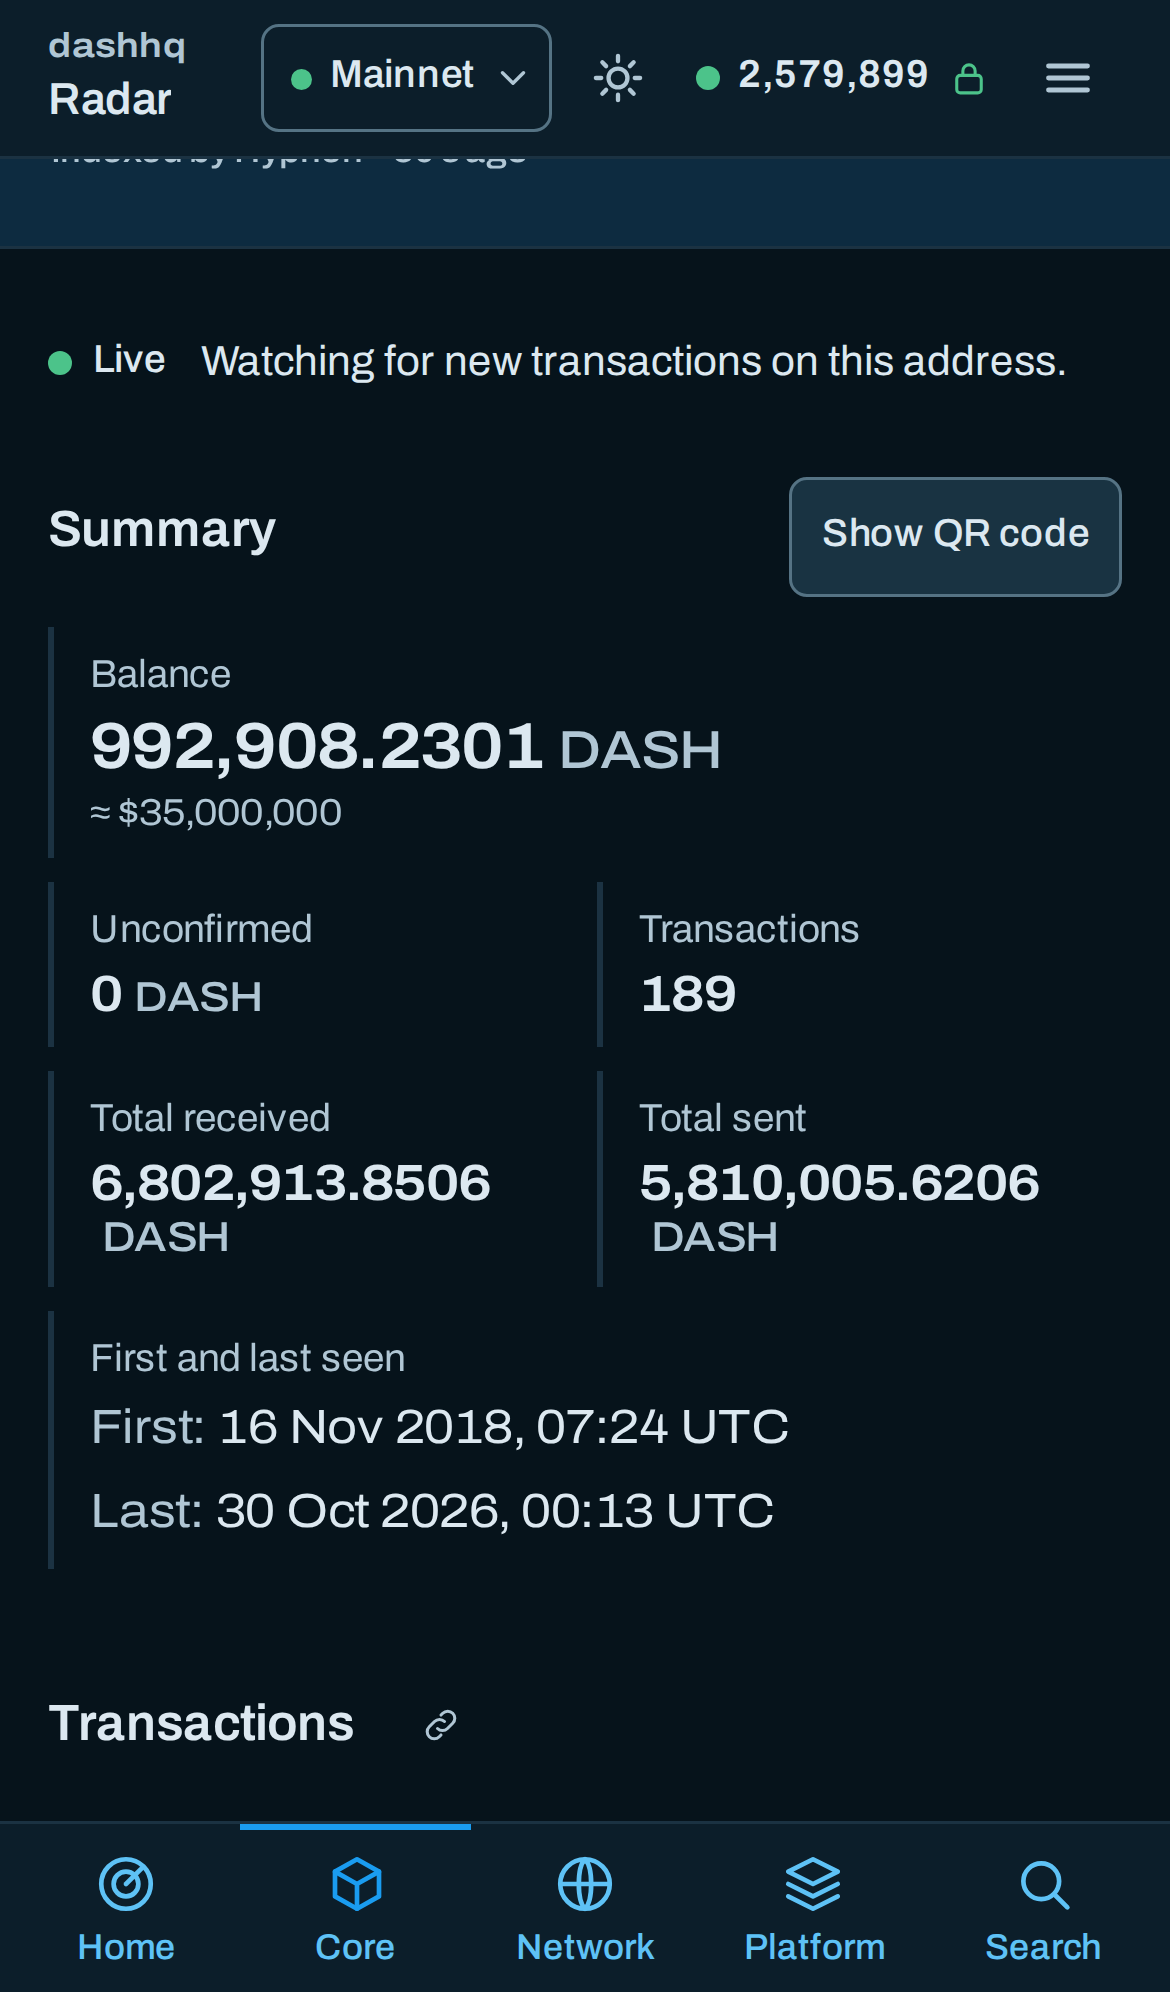 dashhq
Radar
Mainnet
2,579,899
Live Watching for new transactions on this address.
Summary
Show QR code
Balance
992,908.2301 DASH
≈ $35,000,000
Unconfirmed
0 DASH
Transactions
189
Total received
6,802,913.8506
DASH
Total sent
5,810,005.6206
DASH
First and last seen
First: 16 Nov 2018, 07:24 UTC
Last: 30 Oct 2026, 00:13 UTC
Transactions
Home
Core
Network
Platform
Search